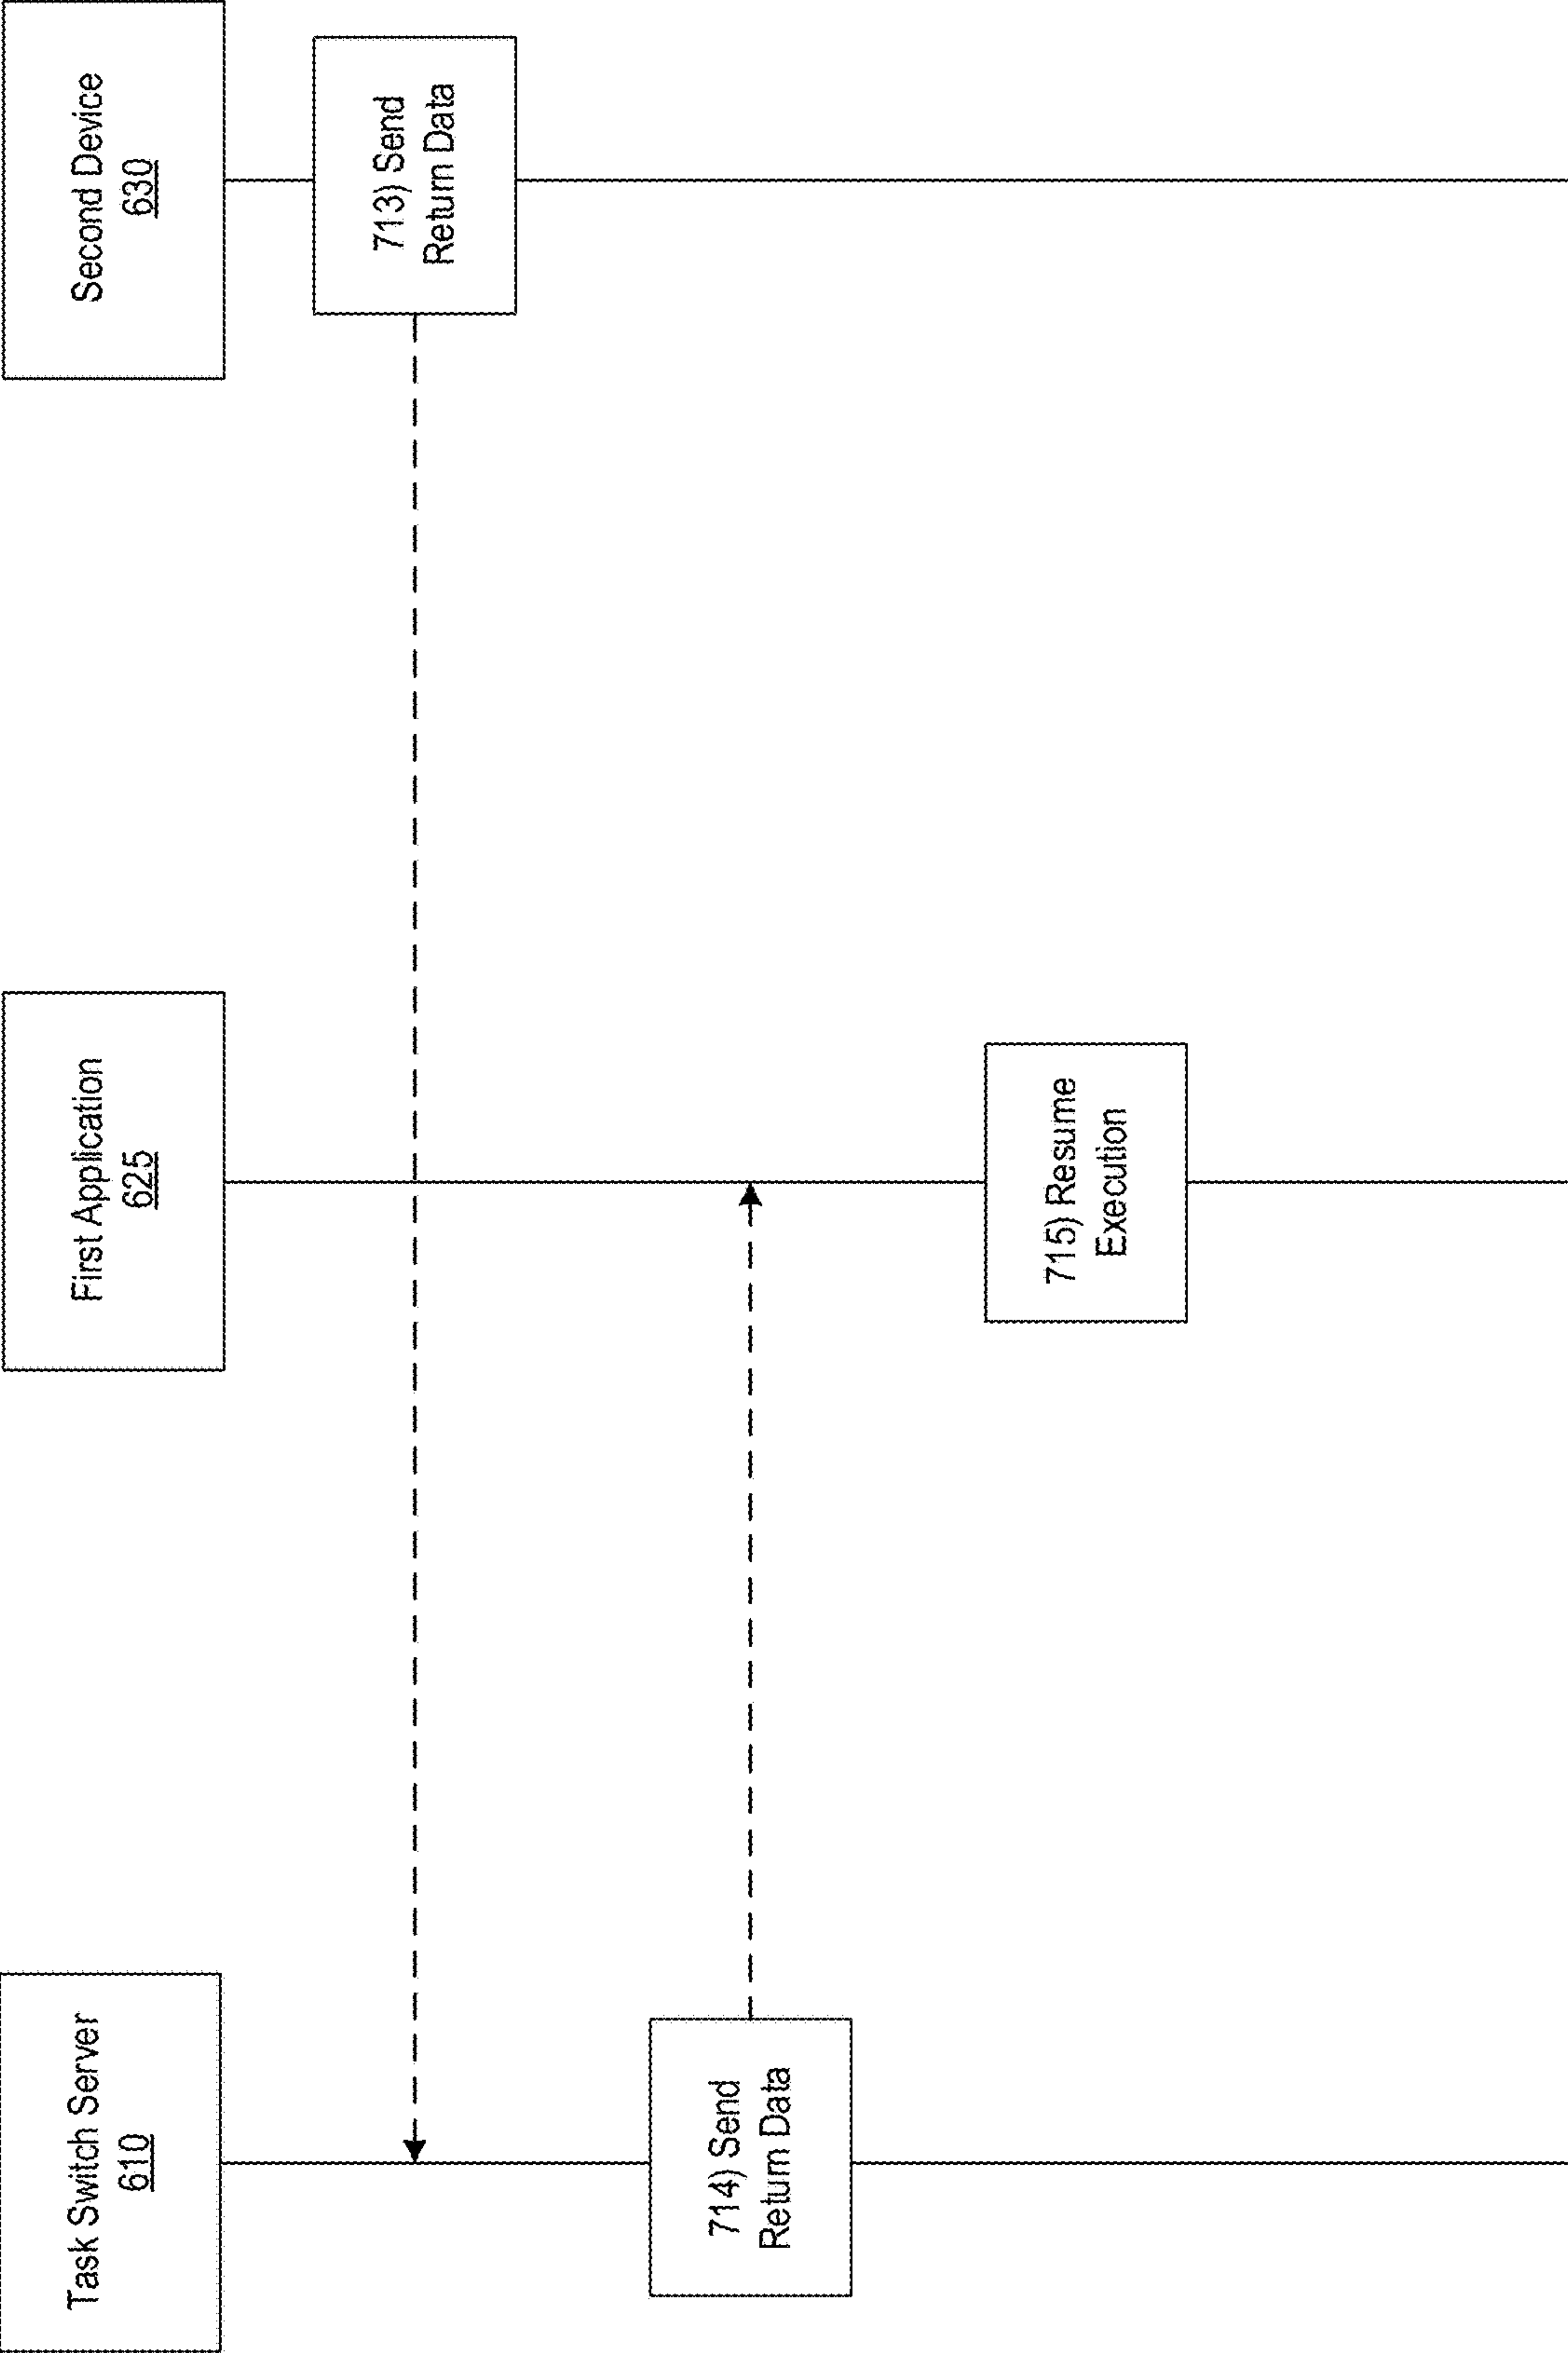 Task Switch Server
610
First Application
625
Second Device
630
713) Send
Return Data
714) Send
Return Data
715) Resume
Execution